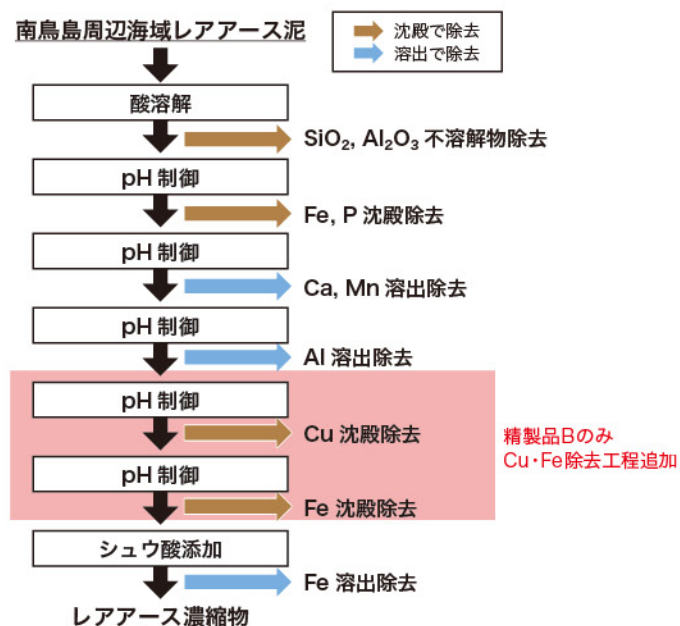 南鳥島周辺海域レアアース泥
沈殿で除去
溶出で除去
酸溶解
SiO₂, Al₂O₃ 不溶解物除去
pH 制御
Fe, P 沈殿除去
pH 制御
Ca, Mn 溶出除去
pH 制御
Al 溶出除去
pH 制御
Cu 沈殿除去
精製品Bのみ
Cu・Fe除去工程追加
pH 制御
Fe 沈殿除去
シュウ酸添加
Fe 溶出除去
レアアース濃縮物